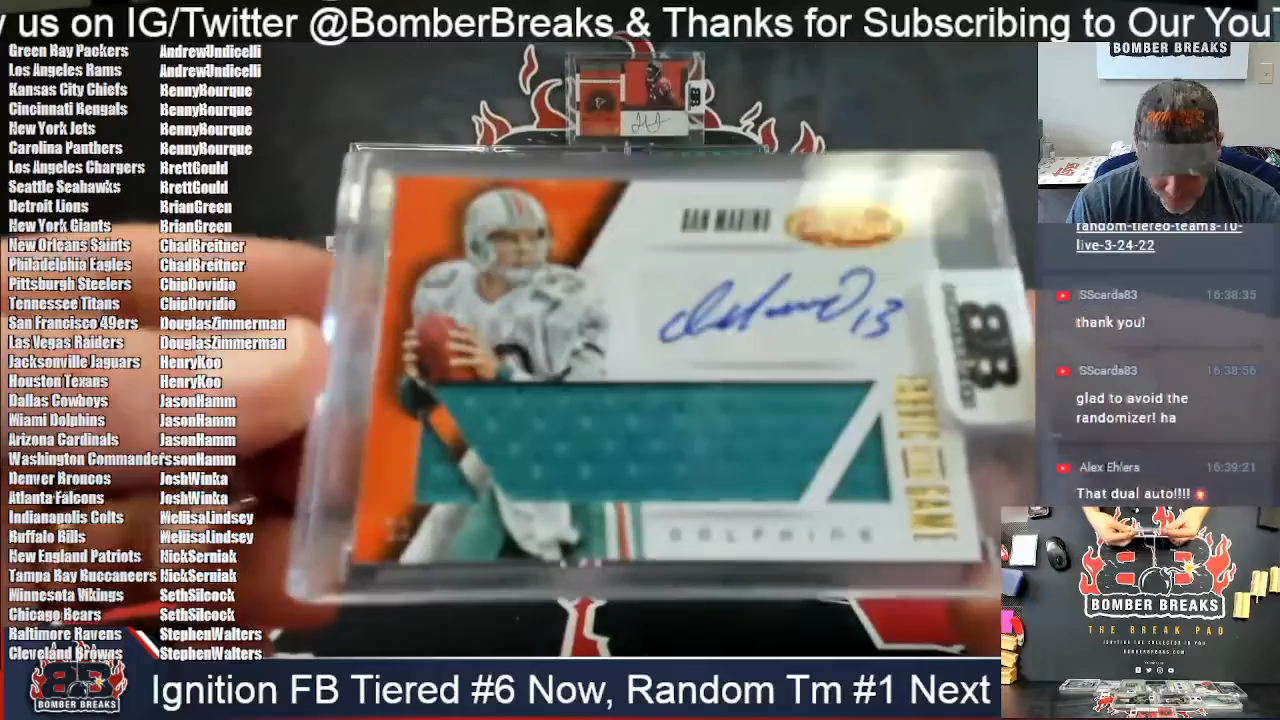 y us on IG/Twitter @BomberBreaks & Thanks for Subscribing to Our YouT
Green Bay Packers AndrewUndicelli
Los Angeles Rams AndrewUndicelli
Kansas City Chiefs BennyBourque
Cincinnati Bengals BennyBourque
New York Jets BennyBourque
Carolina Panthers BennyBourque
Los Angeles Chargers BrettGould
Seattle Seahawks BrettGould
Detroit Lions BrianGreen
New York Giants BrianGreen
New Orleans Saints ChadBreitner
Philadelphia Eagles ChadBreitner
Pittsburgh Steelers ChipDovidio
Tennessee Titans ChipDovidio
San Francisco 49ers DouglasZimmerman
Las Vegas Raiders DouglasZimmerman
Jacksonville Jaguars HenryKoo
Houston Texans HenryKoo
Dallas Cowboys JasonHamm
Miami Dolphins JasonHamm
Arizona Cardinals JasonHamm
Washington Commanders
Denver Broncos JoshWinka
Atlanta Falcons JoshWinka
Indianapolis Colts MeliisaLindsey
Buffalo Bills MeliisaLindsey
New England Patriots NickSerniak
Tampa Bay Buccaneers NickSerniak
Minnesota Vikings SethSilcock
Chicago Bears SethSilcock
Baltimore Ravens StephenWalters
Cleveland Browns StephenWalters
DAN MARINO
13
DOLPHINS
BB
BOMBER BREAKS
random-tiered-teams-10-
live-3-24-22
SScards83 16:38:35
thank you!
SScards83 16:38:56
glad to avoid the
randomizer! ha
Alex Ehlers 16:39:21
That dual auto!!!!
BOMBER BREAKS
THE BREAK PAD
BOMBER BREAKS
Ignition FB Tiered #6 Now, Random Tm #1 Next